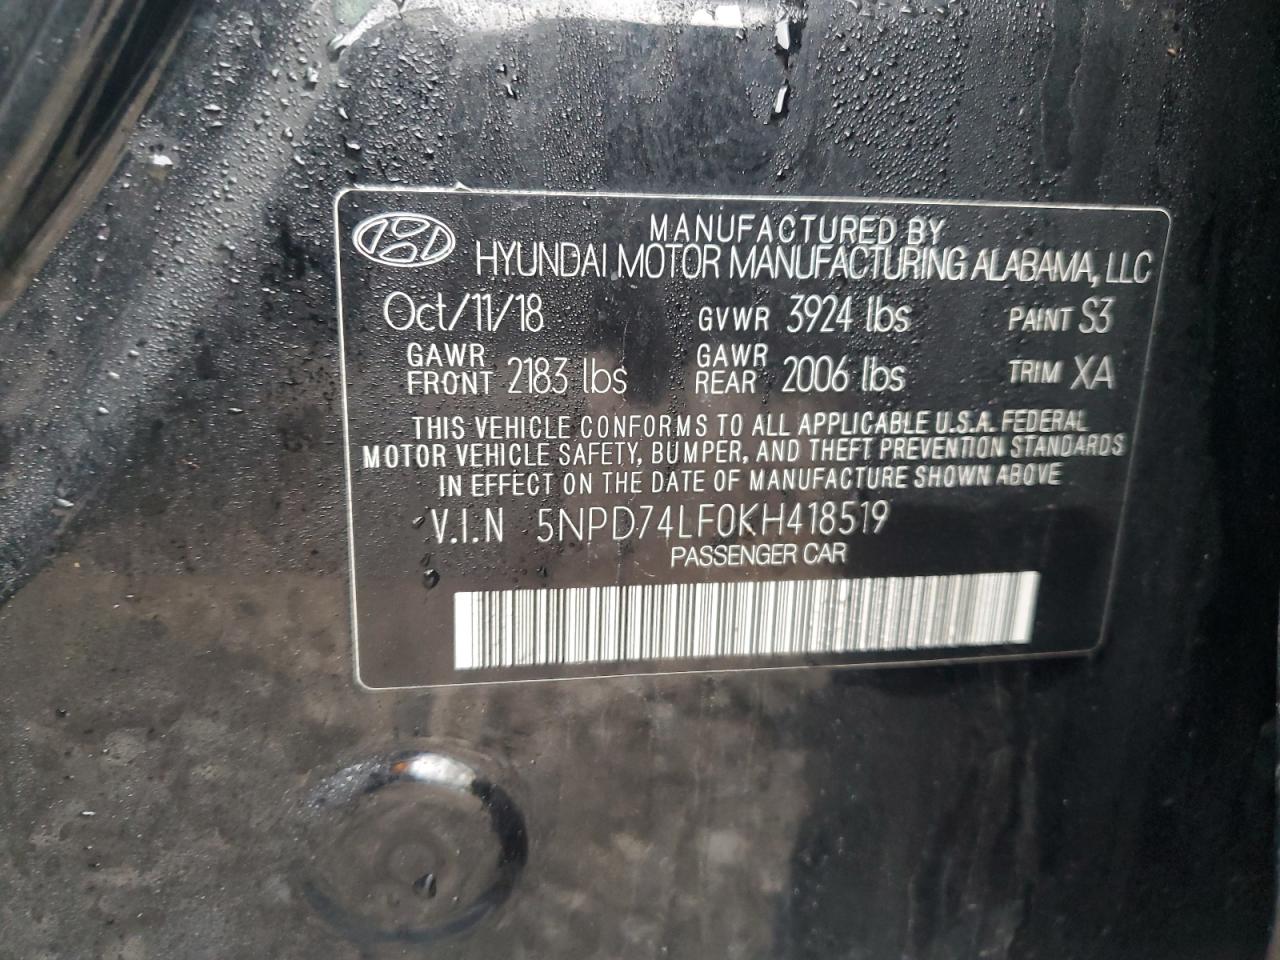 MANUFACTURED BY
HYUNDAI MOTOR MANUFACTURING ALABAMA, LLC
Oct/11/18 GVWR 3924 lbs PAINT S3
GAWR FRONT 2183 lbs GAWR REAR 2006 lbs TRIM XA
THIS VEHICLE CONFORMS TO ALL APPLICABLE U.S.A. FEDERAL
MOTOR VEHICLE SAFETY, BUMPER, AND THEFT PREVENTION STANDARDS
IN EFFECT ON THE DATE OF MANUFACTURE SHOWN ABOVE
V.I.N 5NPD74LF0KH418519
PASSENGER CAR